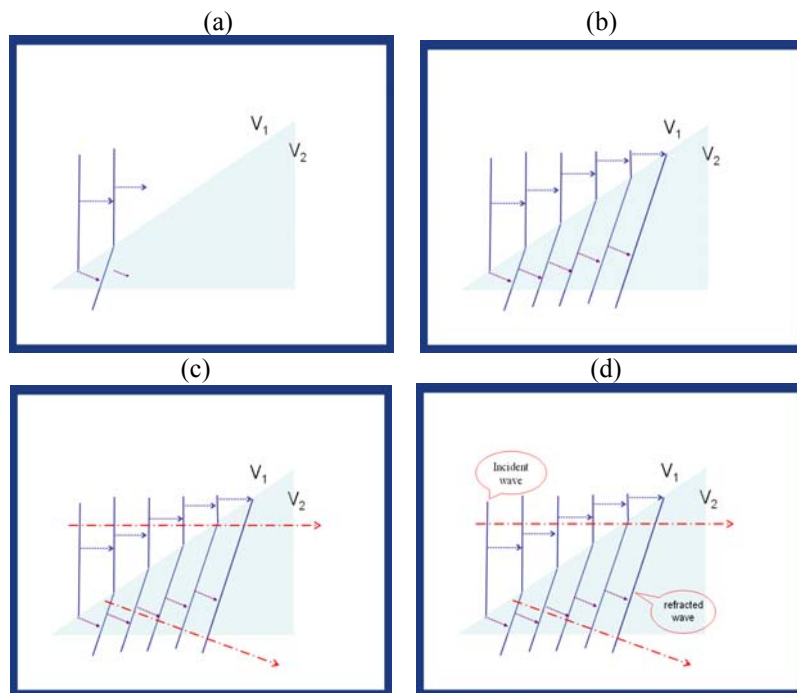 (a)
V1
V2
(b)
V1
V2
(c)
V1
V2
(d)
Incident
wave
V1
V2
refracted
wave